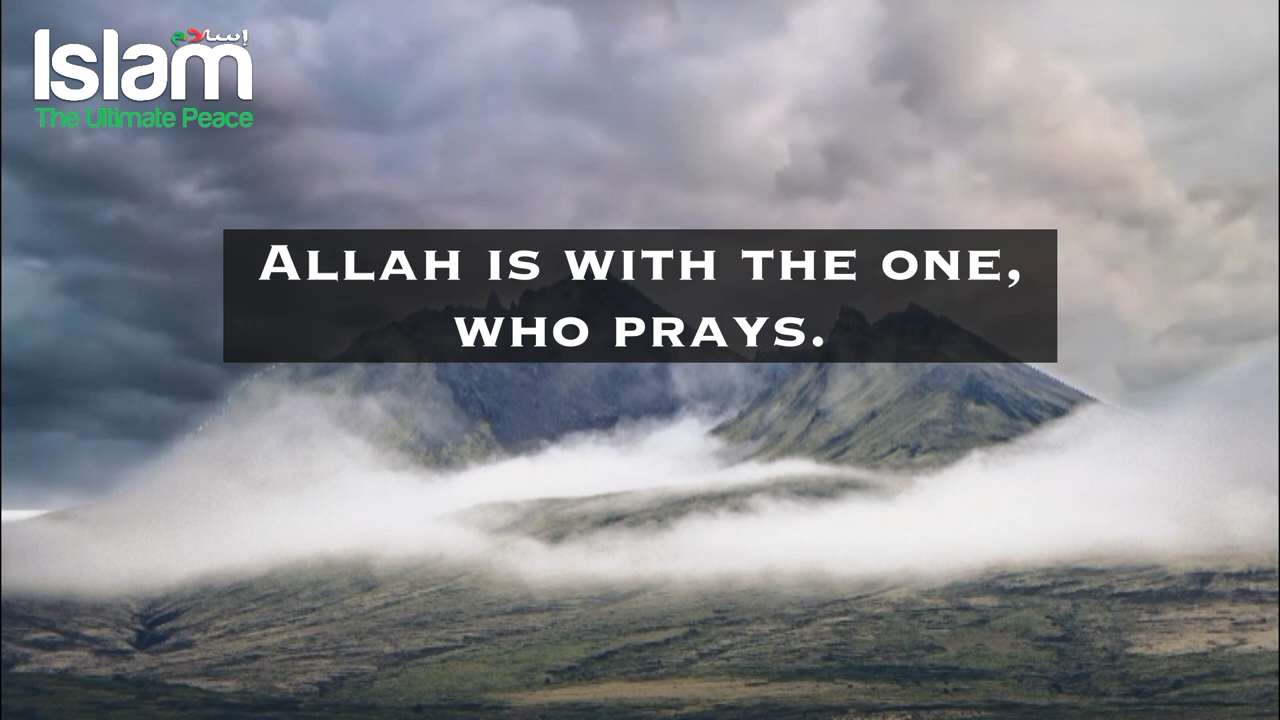 إسلام
Islam
The Ultimate Peace
ALLAH IS WITH THE ONE,
WHO PRAYS.